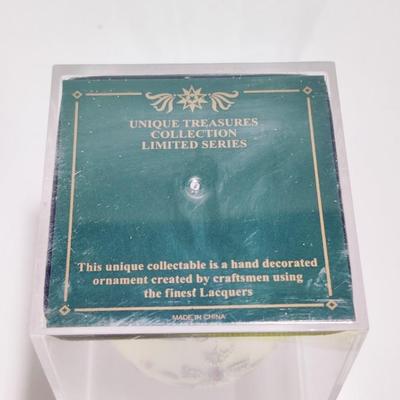 UNIQUE TREASURES
COLLECTION
LIMITED SERIES
This unique collectable is a hand decorated
ornament created by craftsmen using
the finest Lacquers
MADE IN CHINA